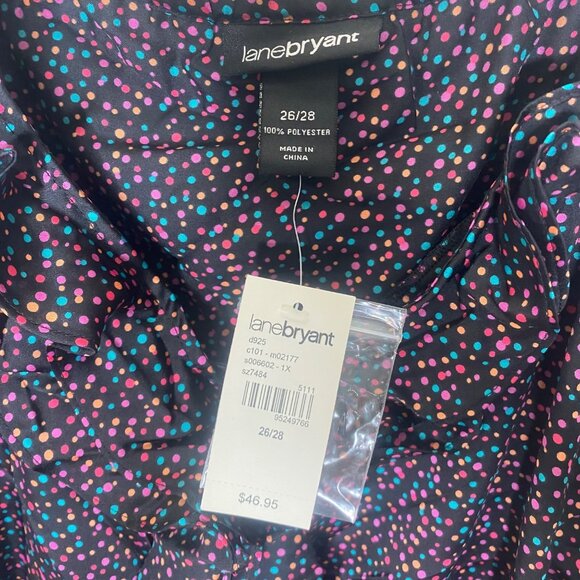 lanebryant
26/28
100% POLYESTER
MADE IN
CHINA
lanebryant
d925
c101 - m02177
s006602 - 1X
sz7484
5111
95249766
26/28
$46.95